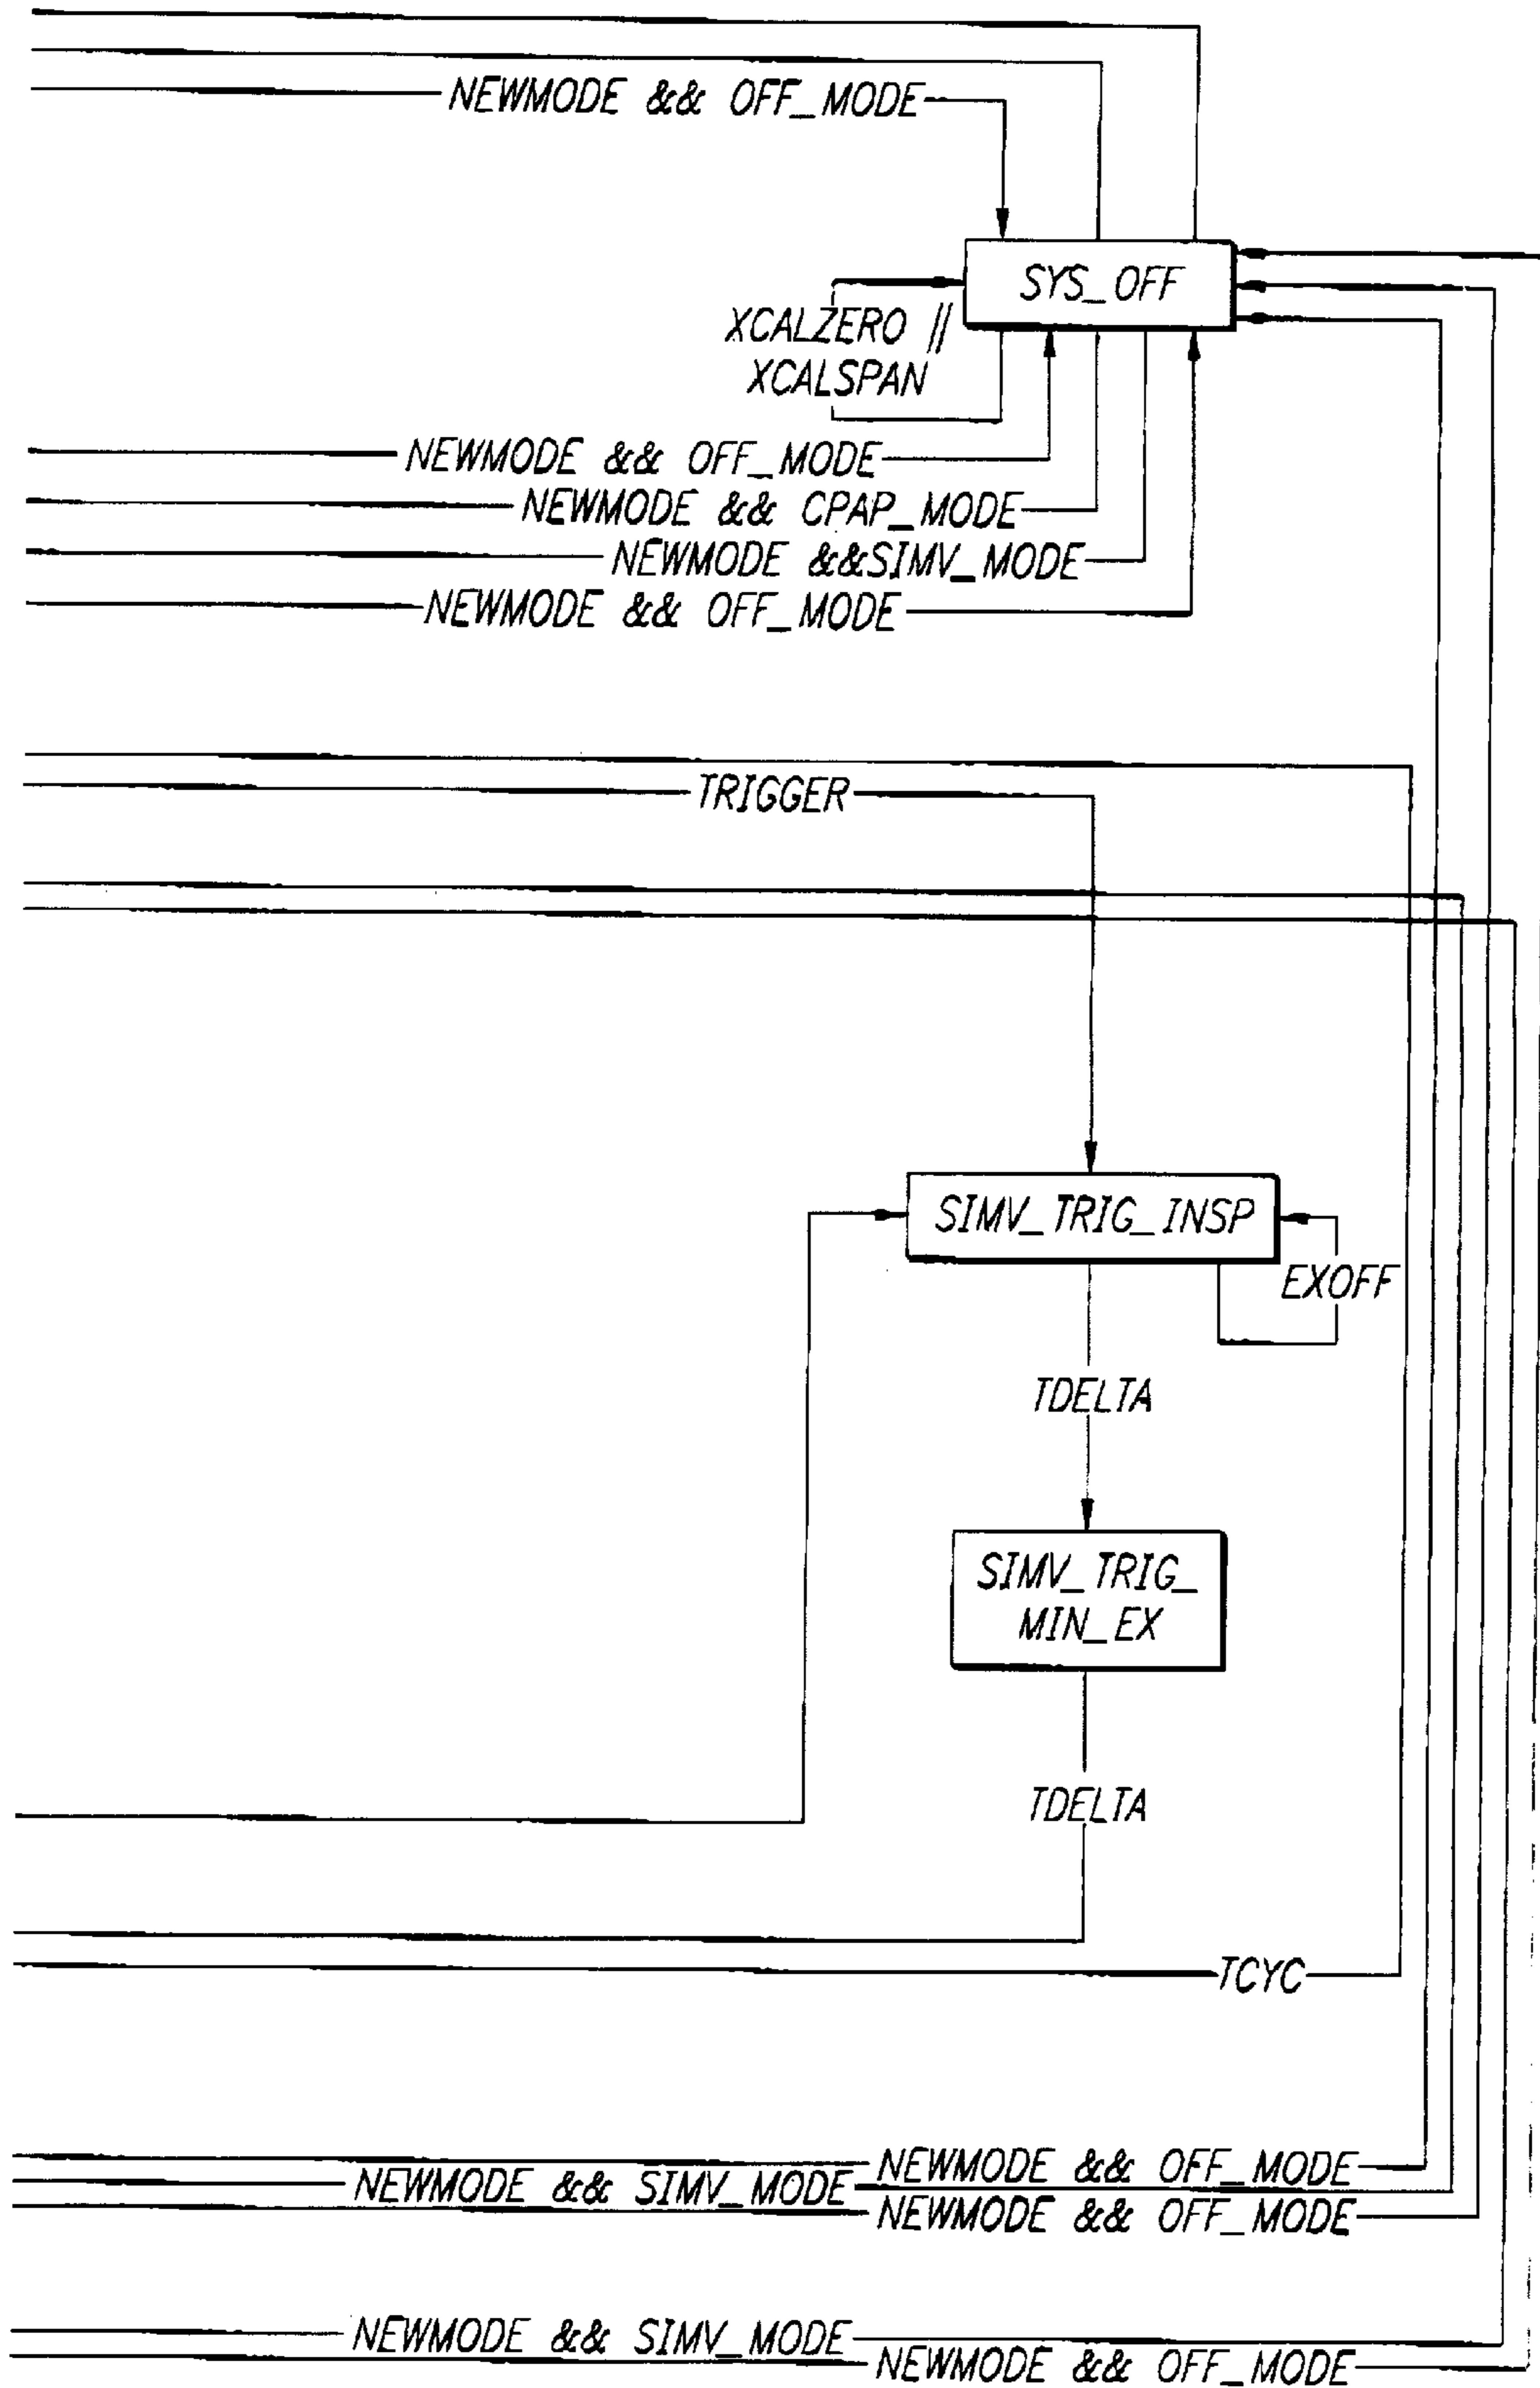 NEWMODE && OFF_MODE
SYS_OFF
XCALZERO ||
XCALSPAN
NEWMODE && OFF_MODE
NEWMODE && CPAP_MODE
NEWMODE &&SIMV_MODE
NEWMODE && OFF_MODE
TRIGGER
SIMV_TRIG_INSP
EXOFF
TDELTA
SIMV_TRIG_
MIN_EX
TDELTA
TCYC
NEWMODE && OFF_MODE
NEWMODE && SIMV_MODE
NEWMODE && OFF_MODE
NEWMODE && SIMV_MODE
NEWMODE && OFF_MODE